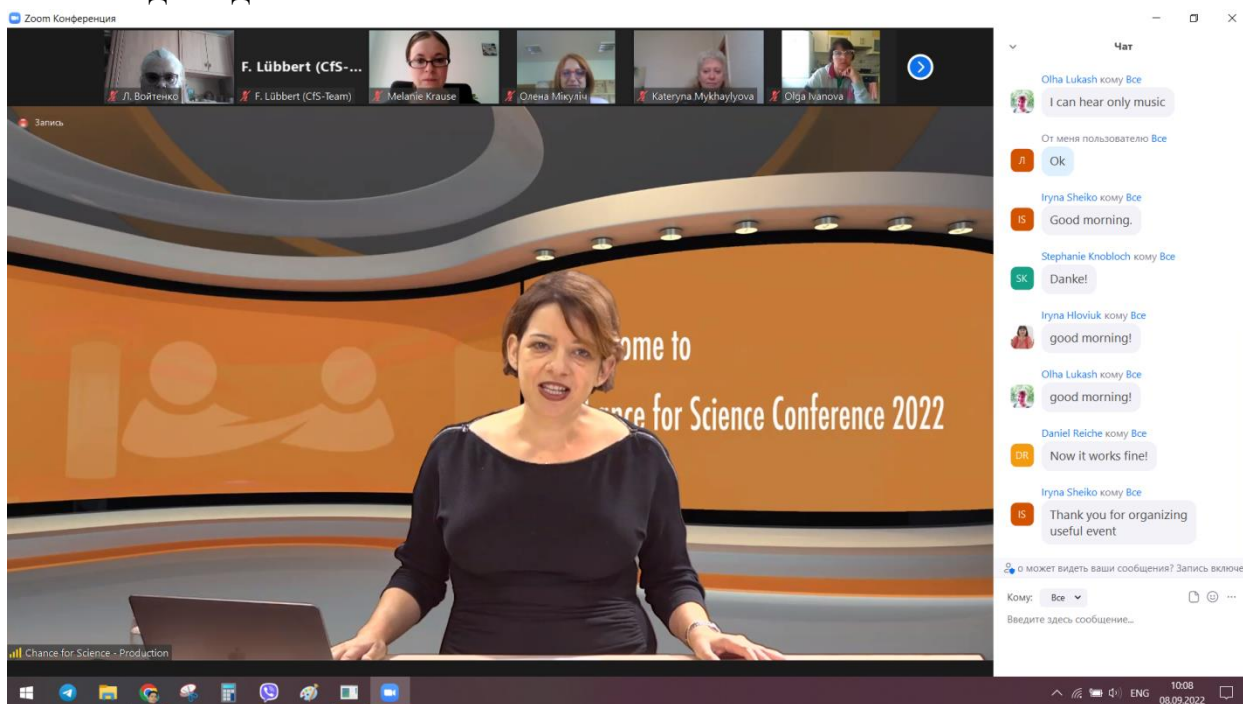 Zoom Конференция
F. Lübbert (CfS-...
Л. Войтенко
F. Lübbert (CfS-Team)
Melanie Krause
Олена Мікуліч
Kateryna Mykhaylyova
Olga Ivanova
Запись
ome to
ance for Science Conference 2022
Chance for Science - Production
Чат
Olha Lukash кому Все
I can hear only music
От меня пользователю Все
Л
Ok
Iryna Sheiko кому Все
IS
Good morning.
Stephanie Knobloch кому Все
SK
Danke!
Iryna Hloviuk кому Все
good morning!
Olha Lukash кому Все
good morning!
Daniel Reiche кому Все
DR
Now it works fine!
Iryna Sheiko кому Все
IS
Thank you for organizing
useful event
о может видеть ваши сообщения? Запись включе
Кому: Все
Введите здесь сообщение...
ENG
10:08
08.09.2022